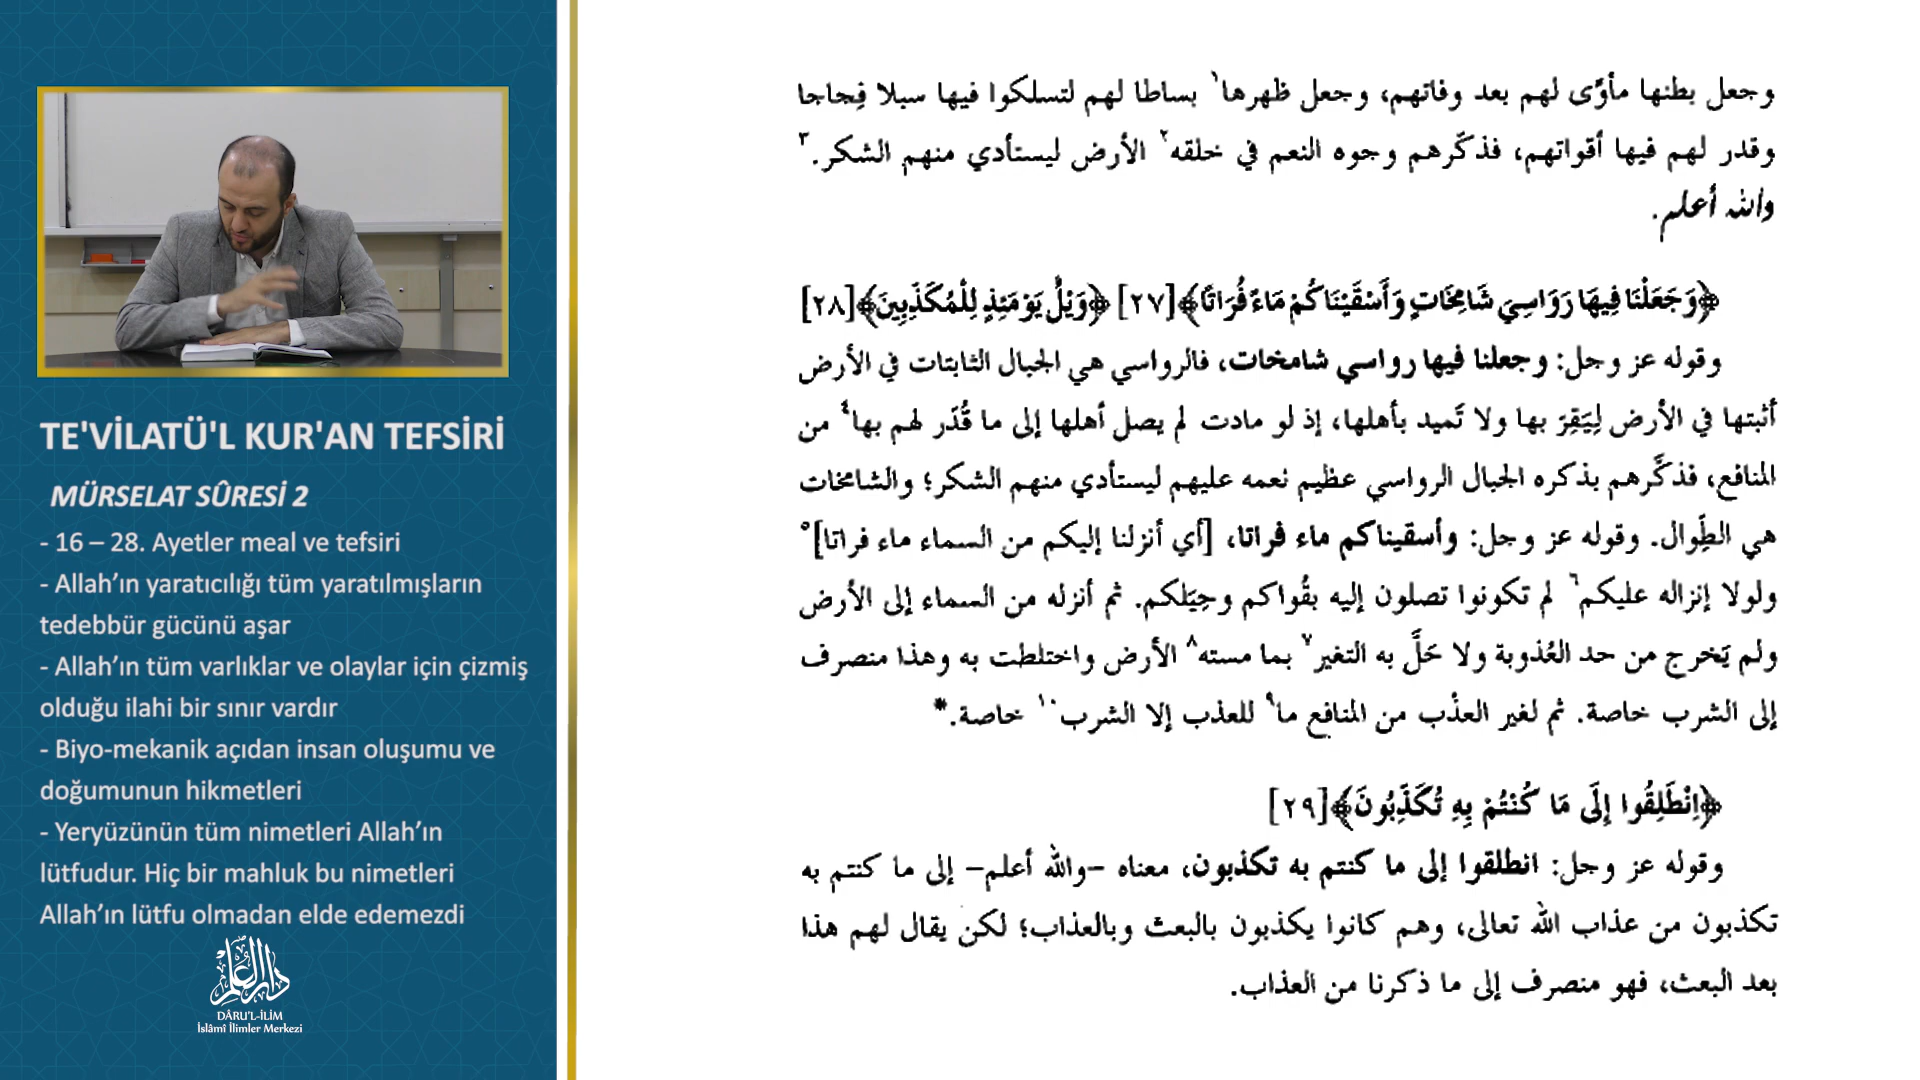 TE'VİLATÜ'L KUR'AN TEFSİRİ
MÜRSELAT SÛRESİ 2
- 16 – 28. Ayetler meal ve tefsiri
- Allah’ın yaratıcılığı tüm yaratılmışların
tedebbür gücünü aşar
- Allah’ın tüm varlıklar ve olaylar için çizmiş
olduğu ilahi bir sınır vardır
- Biyo-mekanik açıdan insan oluşumu ve
doğumunun hikmetleri
- Yeryüzünün tüm nimetleri Allah’ın
lütfudur. Hiç bir mahluk bu nimetleri
Allah’ın lütfu olmadan elde edemezdi
دار العلم
DÂRU'L-İLİM
İslâmî İlimler Merkezi
وجعل بطنها مأوًى لهم بعد وفاتهم، وجعل ظهرها١ بساطا لهم لتسلكوا فيها سبلا فِجاجا
وقدر لهم فيها أقواتهم، فذكّرهم وجوه النعم في خلقه٢ الأرض ليستأدي منهم الشكر.٣
والله أعلم.
﴿وَجَعَلْنَا فِيهَا رَوَاسِيَ شَامِخَاتٍ وَأَسْقَيْنَاكُمْ مَاءً فُرَاتًا﴾[٢٧] ﴿وَيْلٌ يَوْمَئِذٍ لِلْمُكَذِّبِينَ﴾[٢٨]
وقوله عز وجل: وجعلنا فيها رواسي شامخات، فالرواسي هي الجبال الثابتات في الأرض
أثبتها في الأرض لِيَقِرَ بها ولا تَميد بأهلها، إذ لو مادت لم يصل أهلها إلى ما قُدّر لهم بها٤ من
المنافع، فذكَّرهم بذكره الجبال الرواسي عظيم نعمه عليهم ليستأدي منهم الشكر؛ والشامخات
هي الطِّوال. وقوله عز وجل: وأسقيناكم ماء فراتا، [أي أنزلنا إليكم من السماء ماء فراتا]٥
ولولا إنزاله عليكم٦ لم تكونوا تصلون إليه بقُواكم وحِيَلكم. ثم أنزله من السماء إلى الأرض
ولم يَخرج من حد العُذوبة ولا حَلَّ به التغير٧ بما مسته٨ الأرض واختلطت به وهذا منصرف
إلى الشرب خاصة. ثم لغير العذْب من المنافع ما٩ للعذب إلا الشرب١٠ خاصة.*
﴿اِنْطَلِقُوا إِلَى مَا كُنْتُمْ بِهِ تُكَذِّبُونَ﴾[٢٩]
وقوله عز وجل: انطلقوا إلى ما كنتم به تكذبون، معناه –والله أعلم– إلى ما كنتم به
تكذبون من عذاب الله تعالى، وهم كانوا يكذبون بالبعث وبالعذاب؛ لكن يقال لهم هذا
بعد البعث، فهو منصرف إلى ما ذكرنا من العذاب.